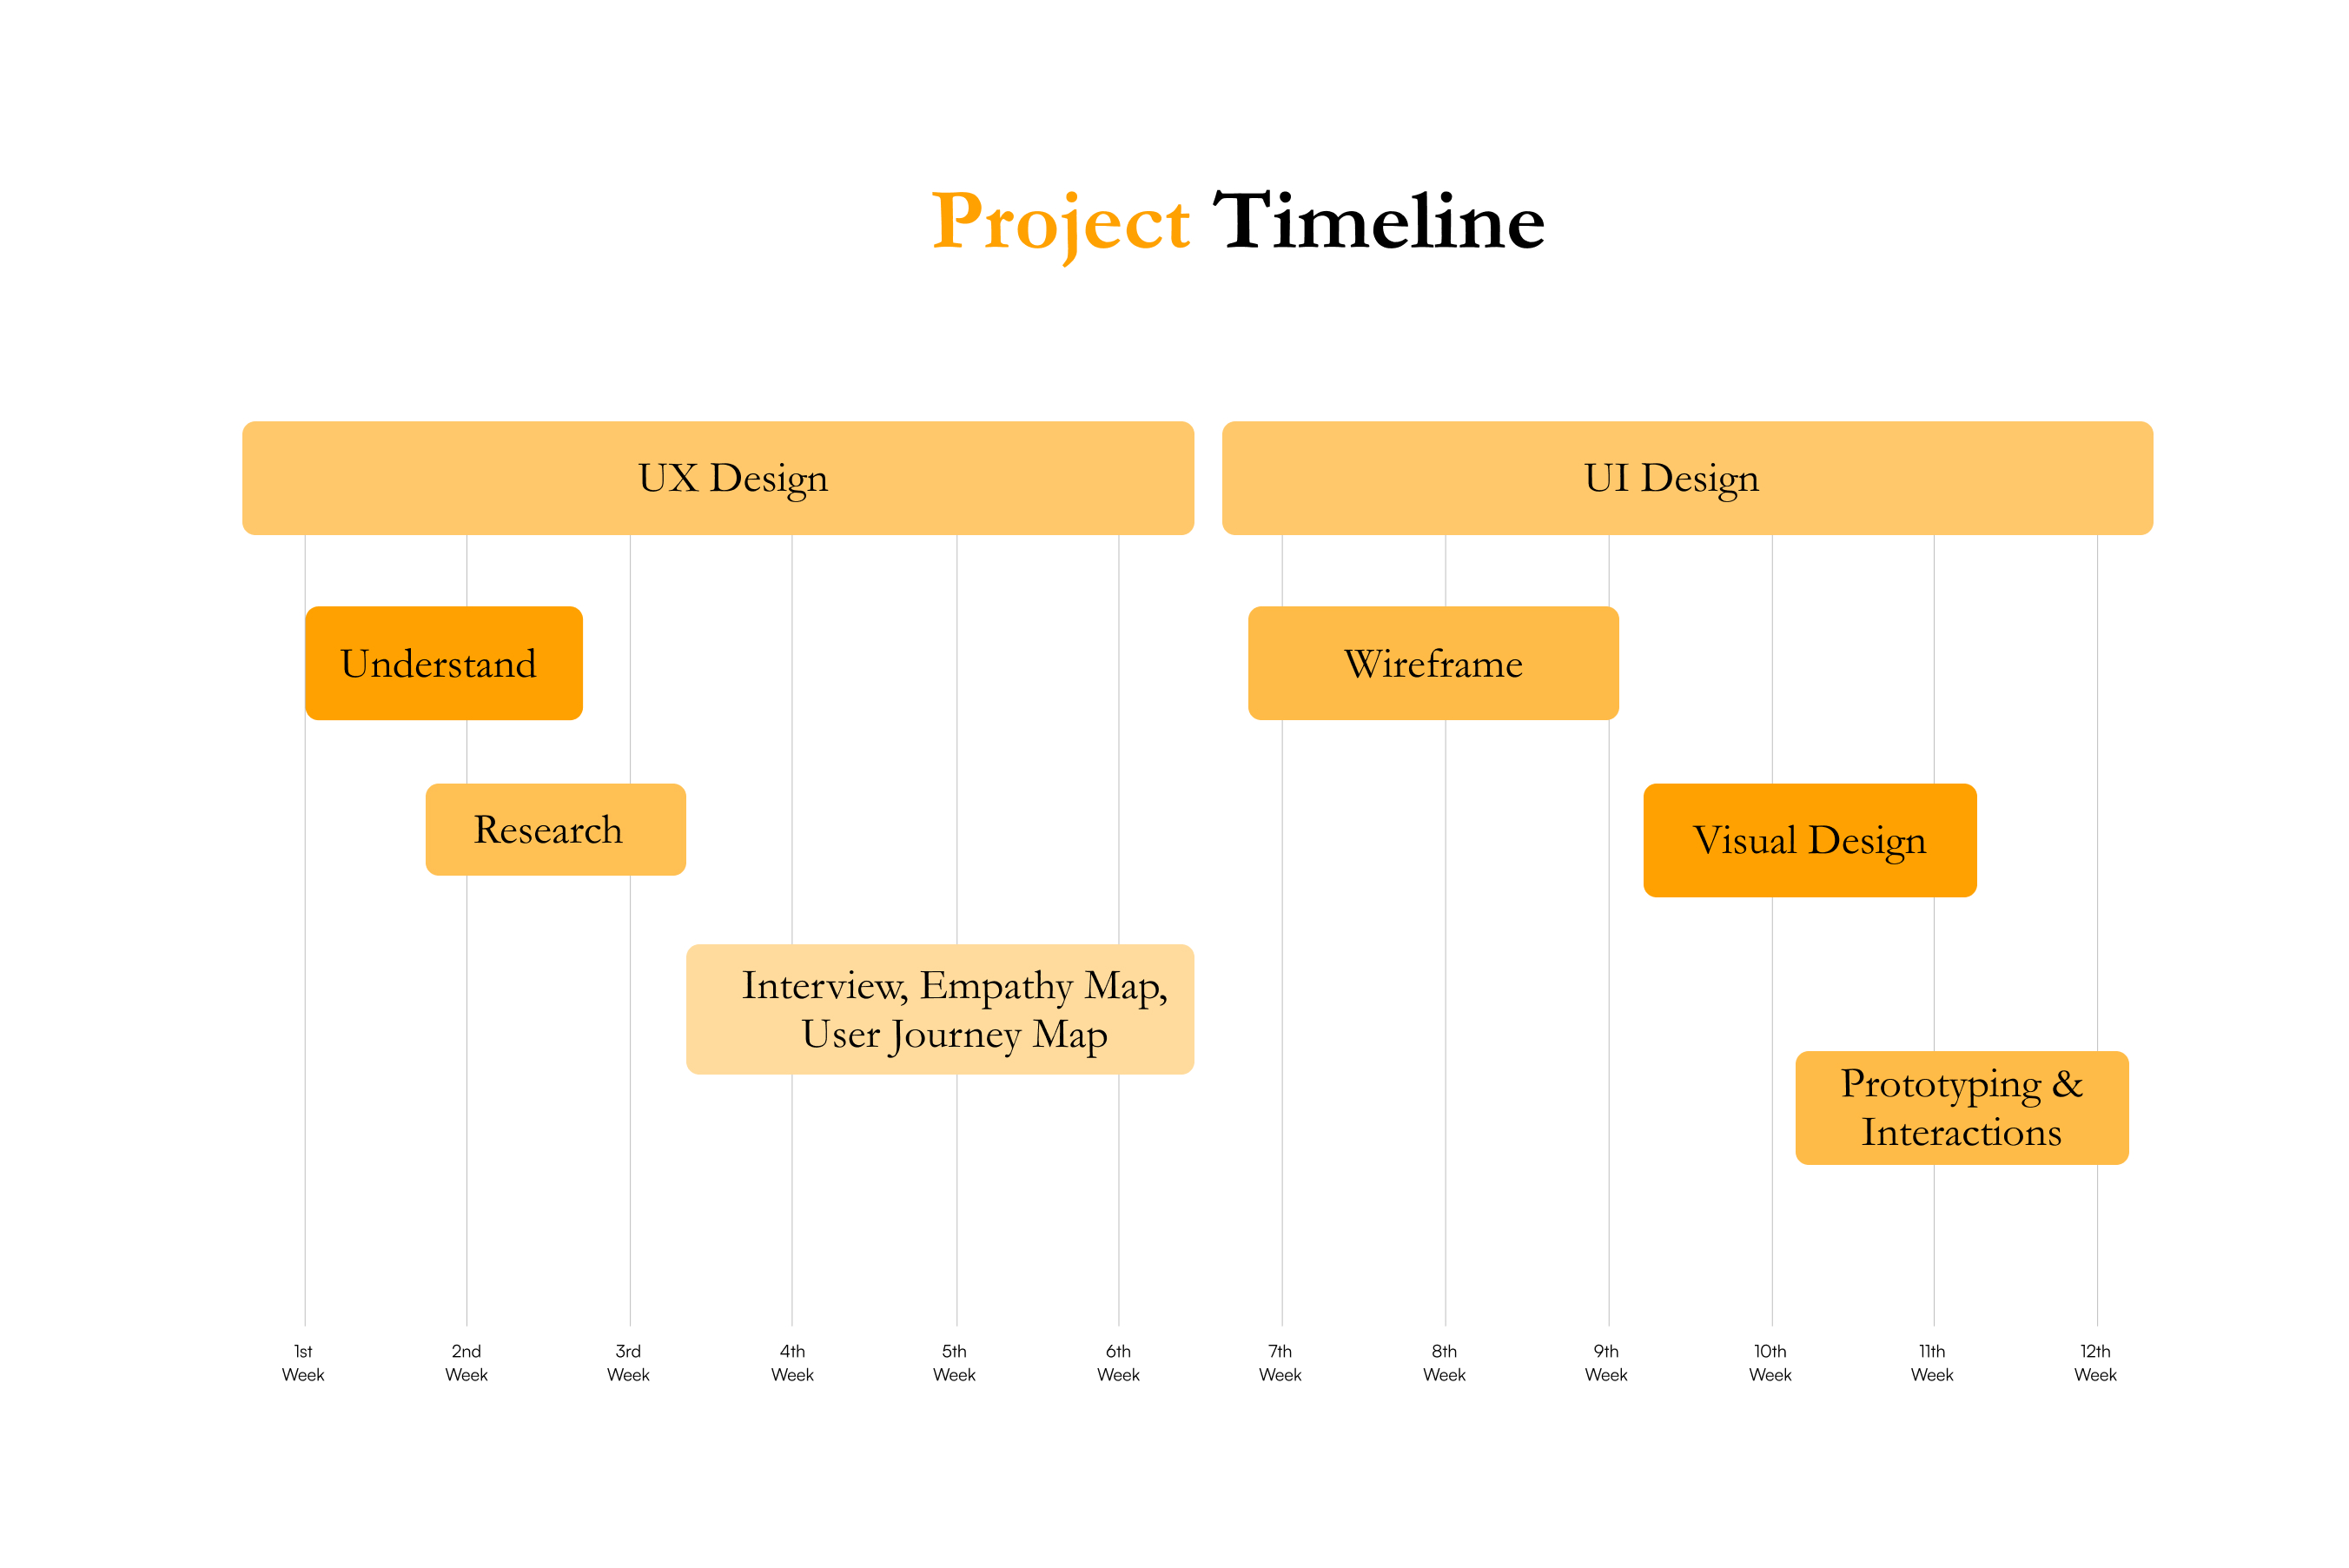 Project Timeline
UX Design
UI Design
Understand
Wireframe
Research
Visual Design
Interview, Empathy Map,
User Journey Map
Prototyping &
Interactions
1st
Week
2nd
Week
3rd
Week
4th
Week
5th
Week
6th
Week
7th
Week
8th
Week
9th
Week
10th
Week
11th
Week
12th
Week